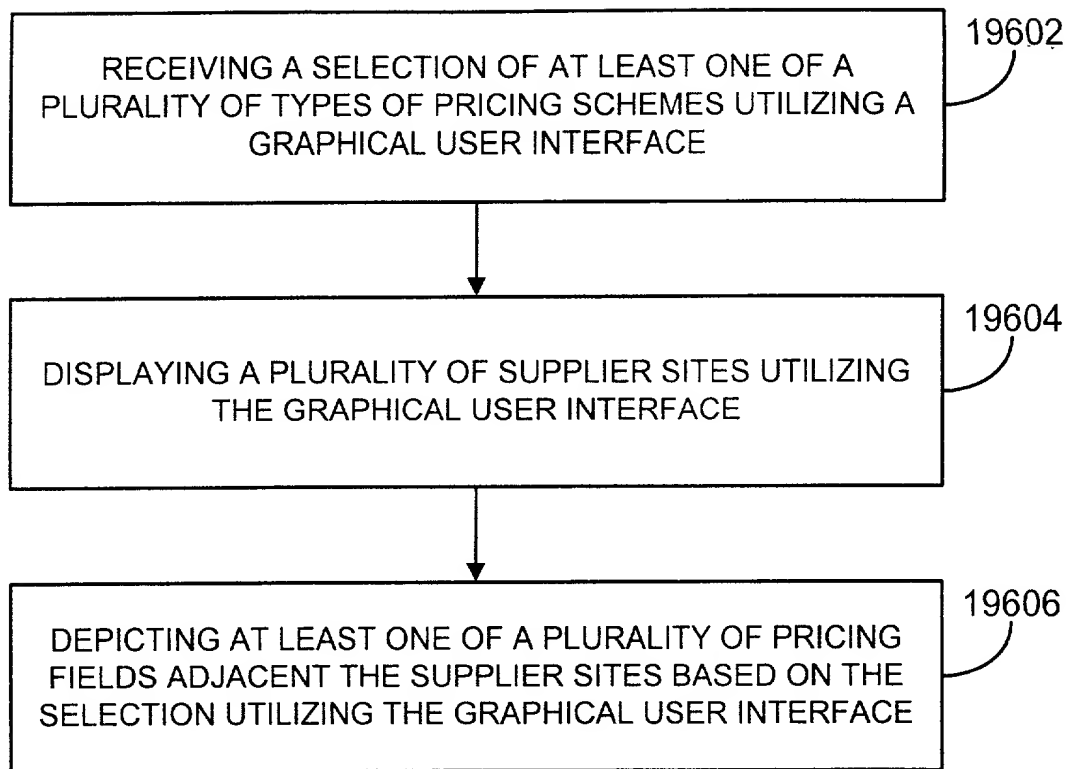 19602
RECEIVING A SELECTION OF AT LEAST ONE OF A
PLURALITY OF TYPES OF PRICING SCHEMES UTILIZING A
GRAPHICAL USER INTERFACE
19604
DISPLAYING A PLURALITY OF SUPPLIER SITES UTILIZING
THE GRAPHICAL USER INTERFACE
19606
DEPICTING AT LEAST ONE OF A PLURALITY OF PRICING
FIELDS ADJACENT THE SUPPLIER SITES BASED ON THE
SELECTION UTILIZING THE GRAPHICAL USER INTERFACE